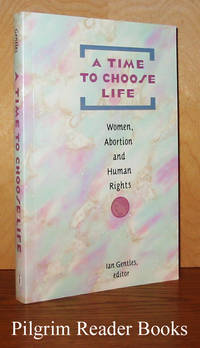 Gentles
A TIME TO CHOOSE LIFE
A TIME
TO CHOOSE
LIFE
Women,
Abortion
and
Human
Rights
Ian Gentles,
editor
Pilgrim Reader Books